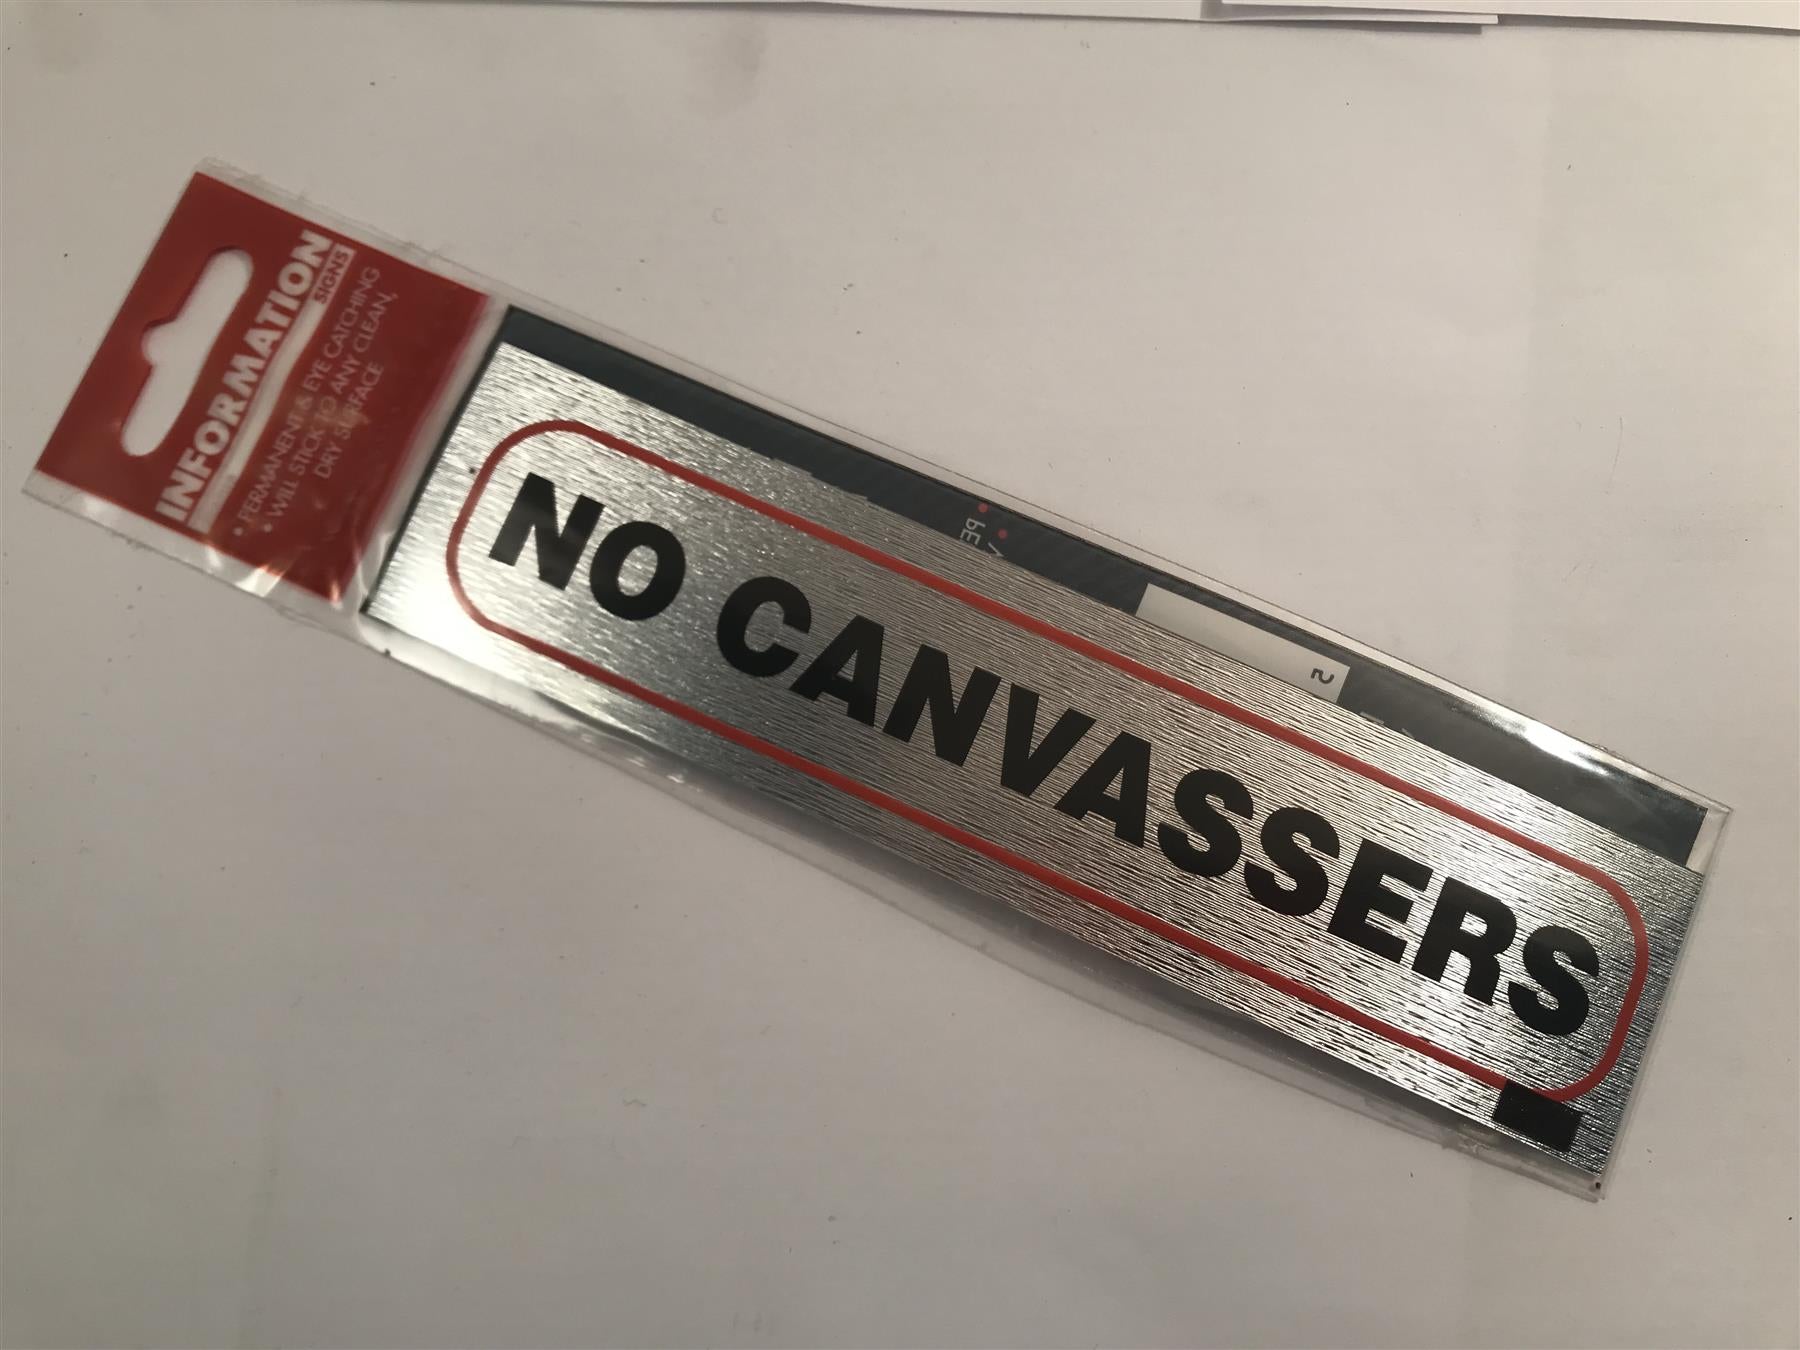 INFORMATION
SIGNS
• PERMANENT & EYE CATCHING
• WILL STICK TO ANY CLEAN,
DRY SURFACE
NO CANVASSERS